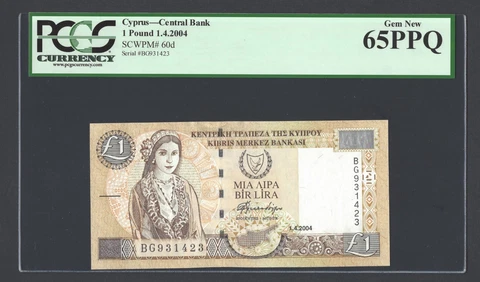 PCGS
CURRENCY
www.pcgscurrency.com
Cyprus—Central Bank
1 Pound 1.4.2004
SCWPM# 60d
Serial #BG931423
Gem New
65PPQ
£1
ΚΕΝΤΡΙΚΗ ΤΡΑΠΕΖΑ ΤΗΣ ΚΥΠΡΟΥ
KIBRIS MERKEZ BANKASI
ΜΙΑ ΛΙΡΑ
BİR LİRA
1.4.2004
BG931423
BG931423
£1